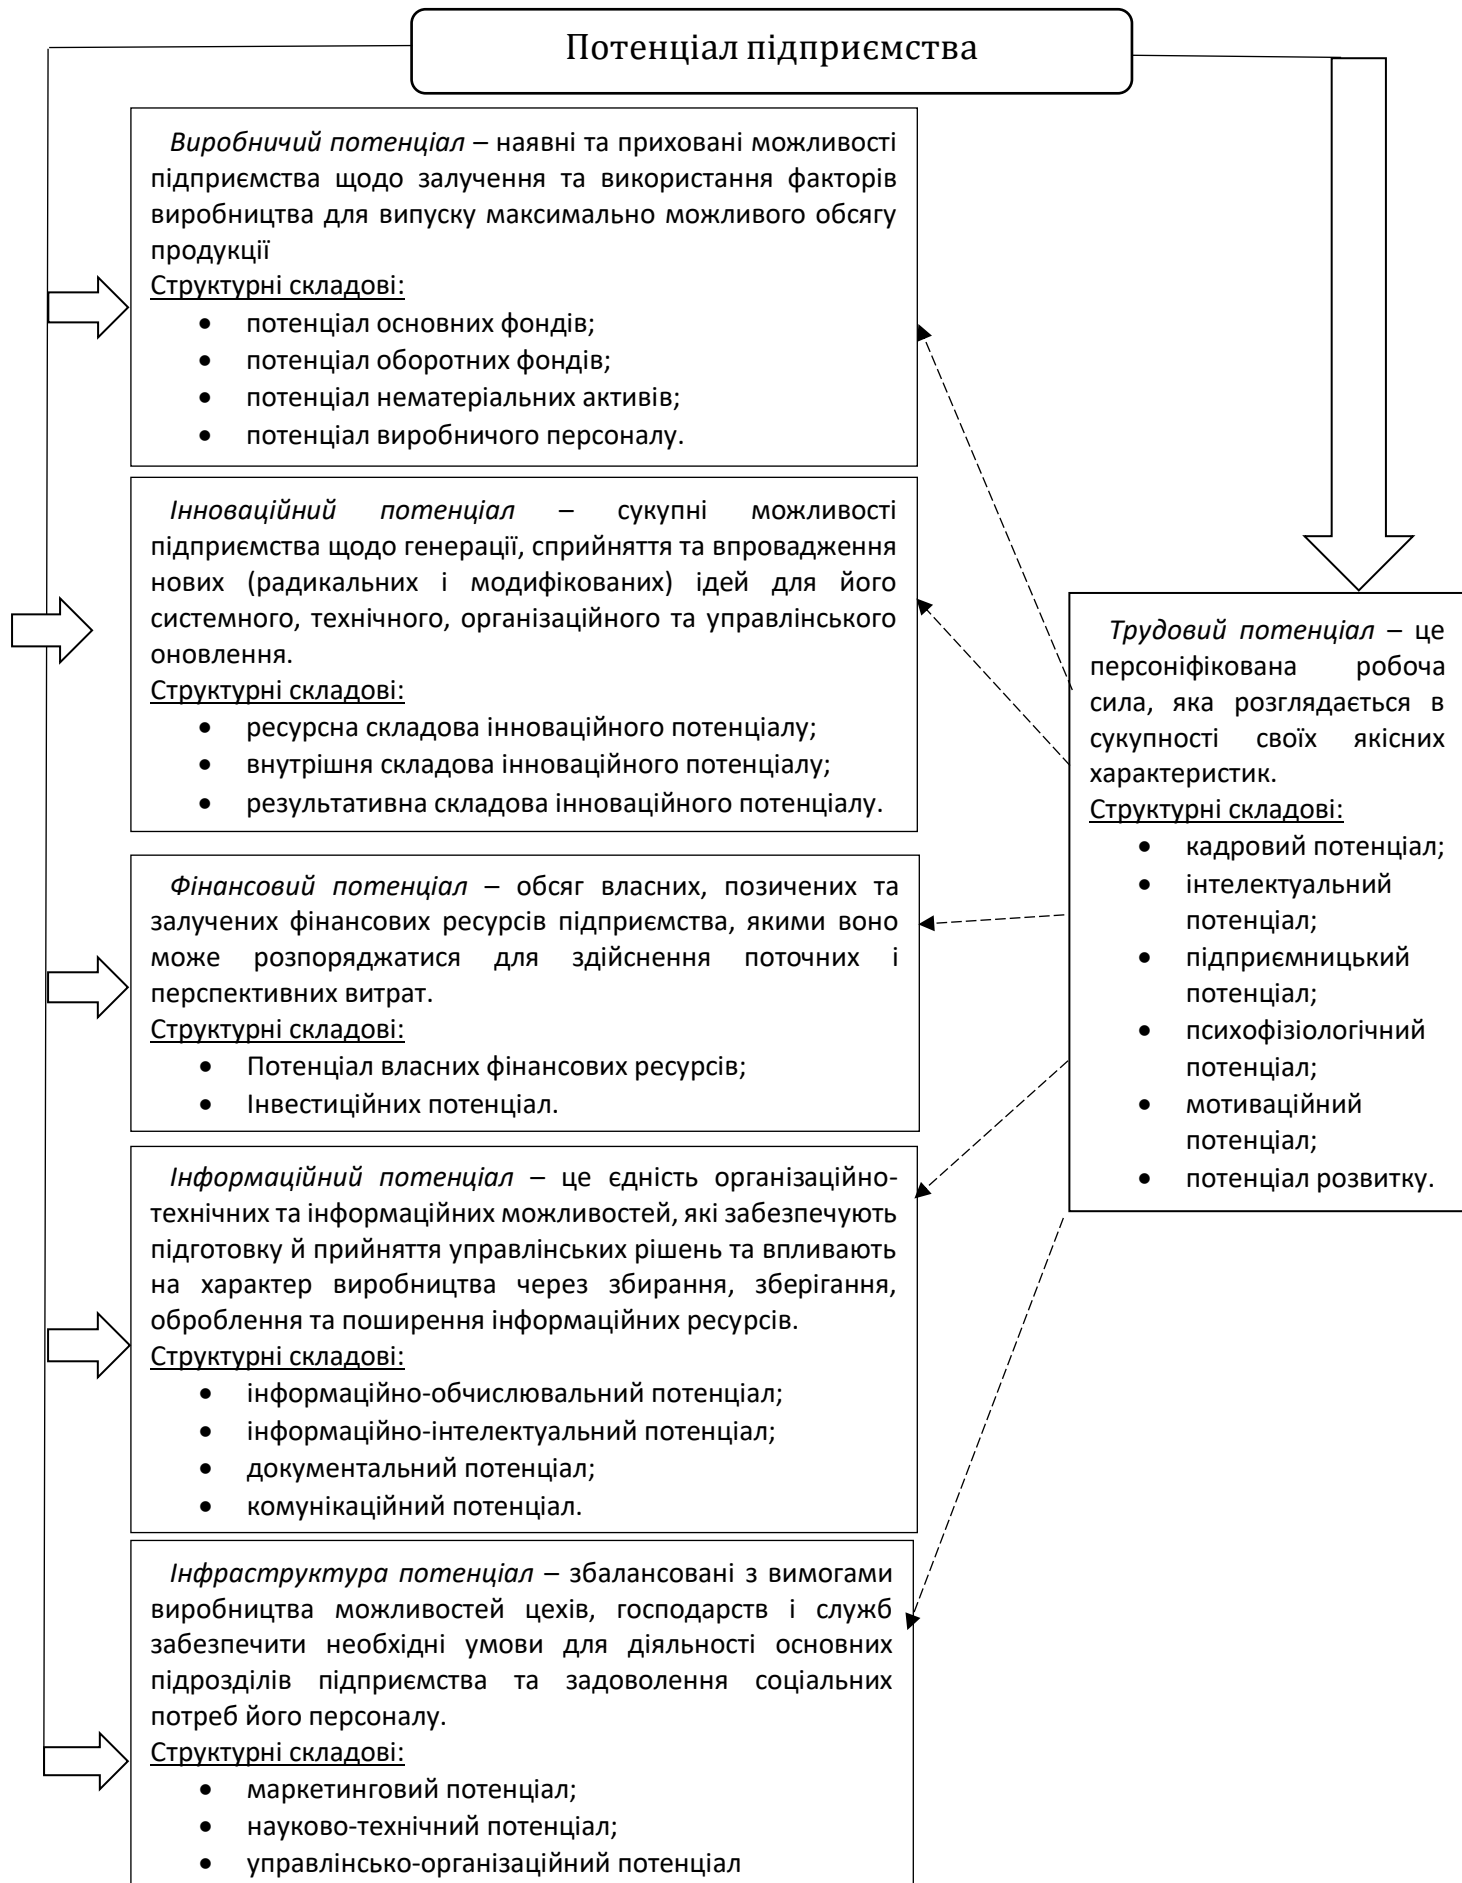 Потенціал підприємства
Виробничий потенціал – наявні та приховані можливості
підприємства щодо залучення та використання факторів
виробництва для випуску максимально можливого обсягу
продукції
Структурні складові:
• потенціал основних фондів;
• потенціал оборотних фондів;
• потенціал нематеріальних активів;
• потенціал виробничого персоналу.
Інноваційний потенціал – сукупні можливості
підприємства щодо генерації, сприйняття та впровадження
нових (радикальних і модифікованих) ідей для його
системного, технічного, організаційного та управлінського
оновлення.
Структурні складові:
• ресурсна складова інноваційного потенціалу;
• внутрішня складова інноваційного потенціалу;
• результативна складова інноваційного потенціалу.
Фінансовий потенціал – обсяг власних, позичених та
залучених фінансових ресурсів підприємства, якими воно
може розпоряджатися для здійснення поточних і
перспективних витрат.
Структурні складові:
• Потенціал власних фінансових ресурсів;
• Інвестиційних потенціал.
Інформаційний потенціал – це єдність організаційно-
технічних та інформаційних можливостей, які забезпечують
підготовку й прийняття управлінських рішень та впливають
на характер виробництва через збирання, зберігання,
оброблення та поширення інформаційних ресурсів.
Структурні складові:
• інформаційно-обчислювальний потенціал;
• інформаційно-інтелектуальний потенціал;
• документальний потенціал;
• комунікаційний потенціал.
Інфраструктура потенціал – збалансовані з вимогами
виробництва можливостей цехів, господарств і служб
забезпечити необхідні умови для діяльності основних
підрозділів підприємства та задоволення соціальних
потреб його персоналу.
Структурні складові:
• маркетинговий потенціал;
• науково-технічний потенціал;
• управлінсько-організаційний потенціал
Трудовий потенціал – це
персоніфікована робоча
сила, яка розглядається в
сукупності своїх якісних
характеристик.
Структурні складові:
• кадровий потенціал;
• інтелектуальний
потенціал;
• підприємницький
потенціал;
• психофізіологічний
потенціал;
• мотиваційний
потенціал;
• потенціал розвитку.